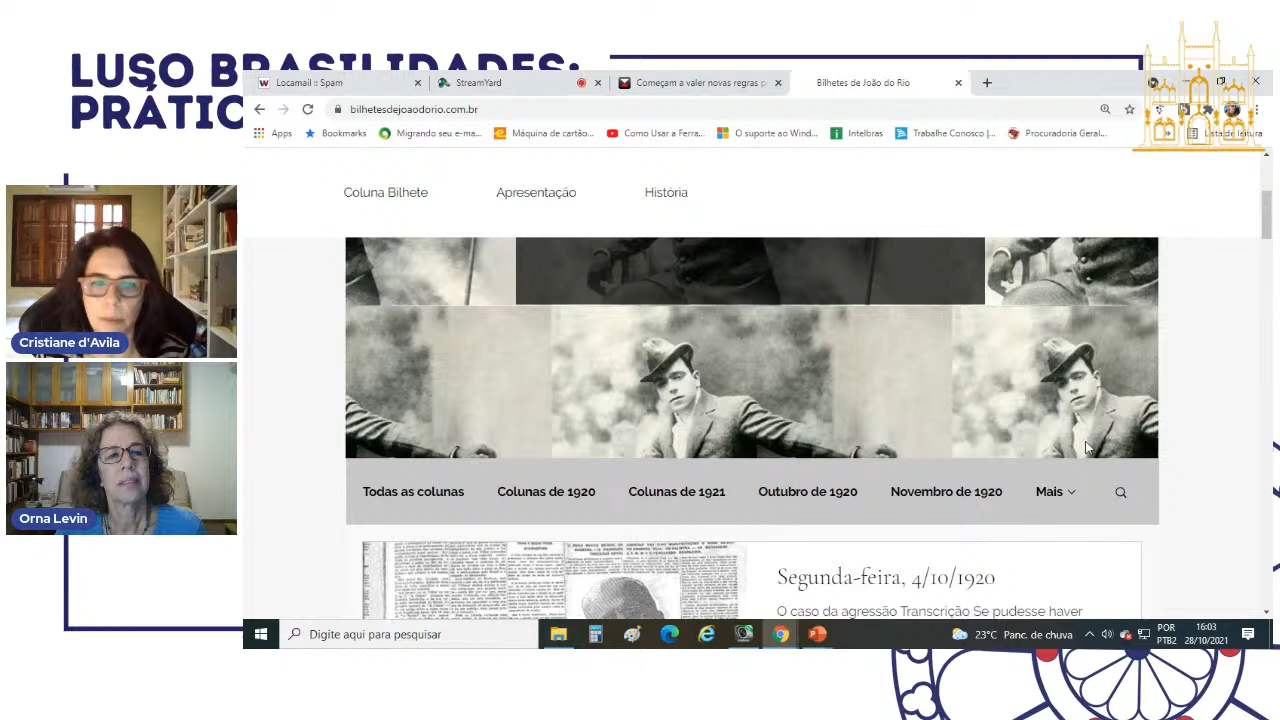 LUSO BRASILIDADES:
PRÁTIC
Locamail :: Spam
StreamYard
Começam a valer novas regras p
Bilhetes de João do Rio
bilhetesdejoaodorio.com.br
Apps
Bookmarks
Migrando seu e-ma...
Máquina de cartão...
Como Usar a Ferra...
O suporte ao Wind...
Intelbras
Trabalhe Conosco |...
Procuradoria Geral...
Lista de leitura
Coluna Bilhete
Apresentação
História
Cristiane d'Avila
Orna Levin
Todas as colunas
Colunas de 1920
Colunas de 1921
Outubro de 1920
Novembro de 1920
Mais
Segunda-feira, 4/10/1920
O caso da agressão Transcrição Se pudesse haver
Digite aqui para pesquisar
23°C Panc. de chuva
POR
PTB2
16:03
28/10/2021